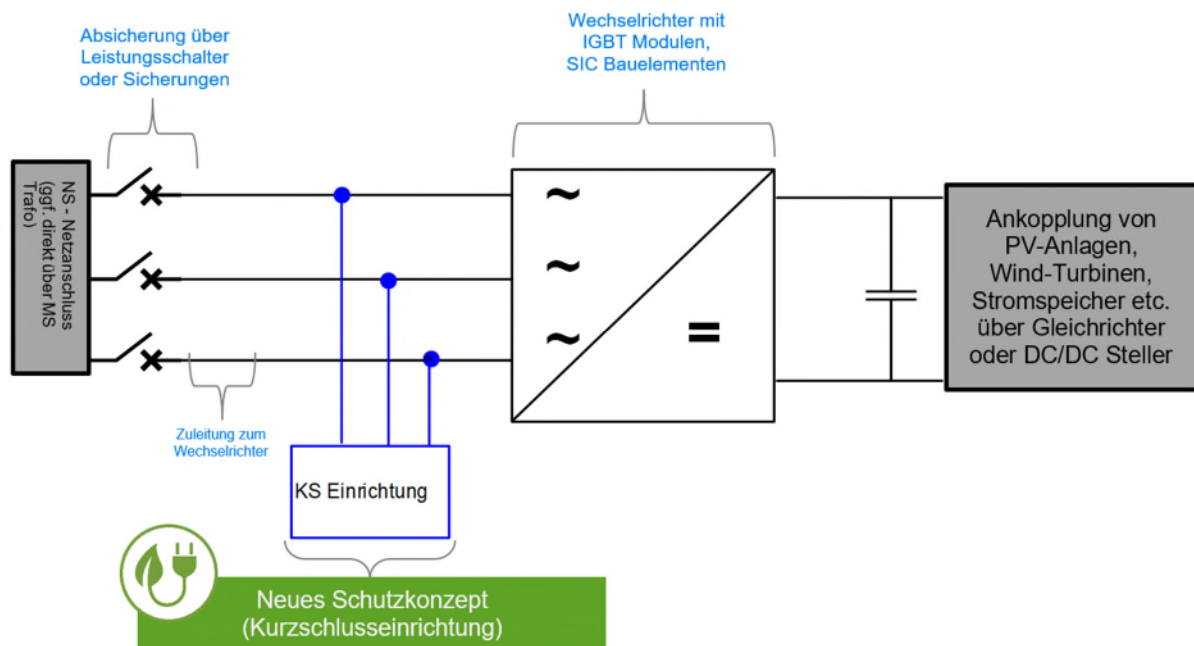 Absicherung über
Leistungsschalter
oder Sicherungen
Wechselrichter mit
IGBT Modulen,
SIC Bauelementen
NS - Netzanschluss
(ggf. direkt über MS
Trafo)
~
~
~
=
Ankopplung von
PV-Anlagen,
Wind-Turbinen,
Stromspeicher etc.
über Gleichrichter
oder DC/DC Steller
Zuleitung zum
Wechselrichter
KS Einrichtung
Neues Schutzkonzept
(Kurzschlusseinrichtung)